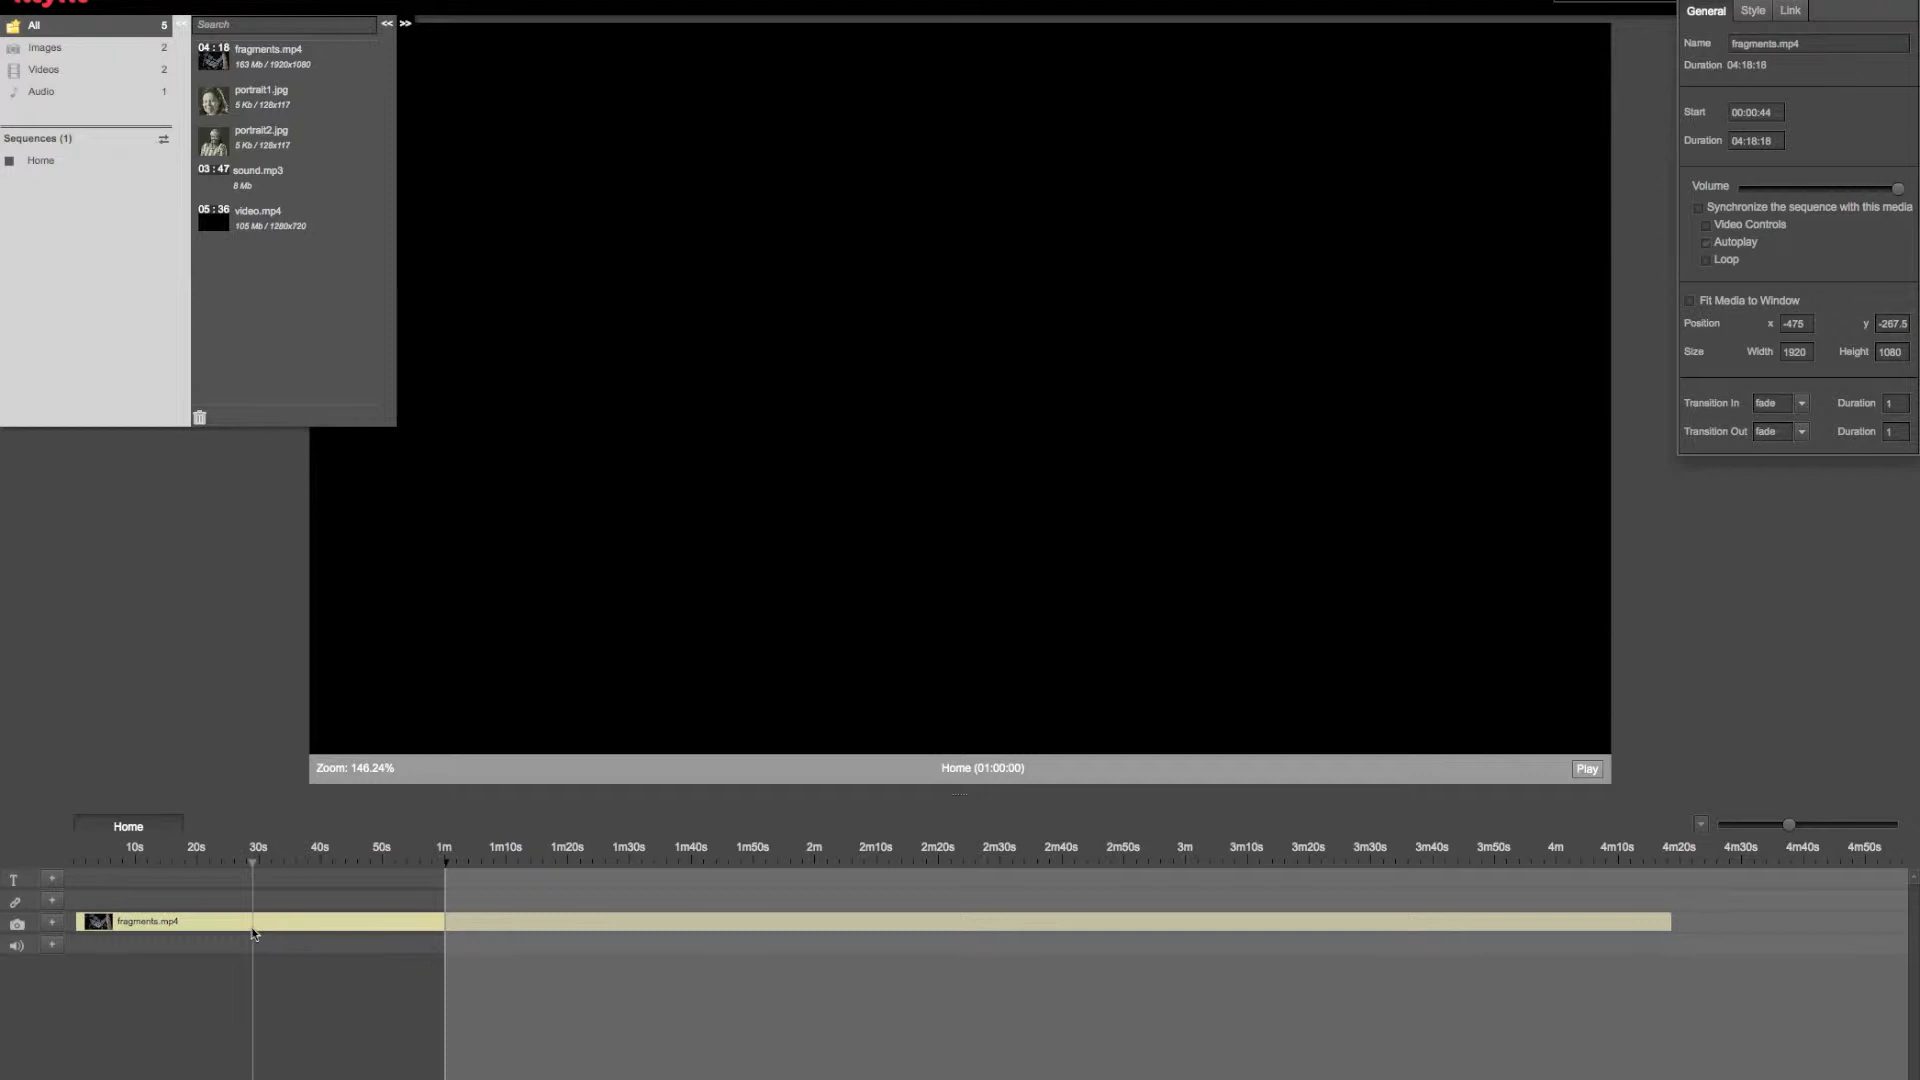 All 5
Images 2
Videos 2
Audio 1
Sequences (1)
Home
Search << >>
04 : 18 fragments.mp4
163 Mb / 1920x1080
portrait1.jpg
5 Kb / 128x117
portrait2.jpg
5 Kb / 128x117
03 : 47 sound.mp3
8 Mb
05 : 36 video.mp4
105 Mb / 1280x720
General Style Link
Name fragments.mp4
Duration 04:18:18
Start 00:00:44
Duration 04:18:18
Volume
Synchronize the sequence with this media
Video Controls
Autoplay
Loop
Fit Media to Window
Position x -475 y -267.5
Size Width 1920 Height 1080
Transition In fade Duration 1
Transition Out fade Duration 1
Zoom: 146.24% Home (01:00:00) Play
Home
10s 20s 30s 40s 50s 1m 1m10s 1m20s 1m30s 1m40s 1m50s 2m 2m10s 2m20s 2m30s 2m40s 2m50s 3m 3m10s 3m20s 3m30s 3m40s 3m50s 4m 4m10s 4m20s 4m30s 4m40s 4m50s
T +
+
+ fragments.mp4
+